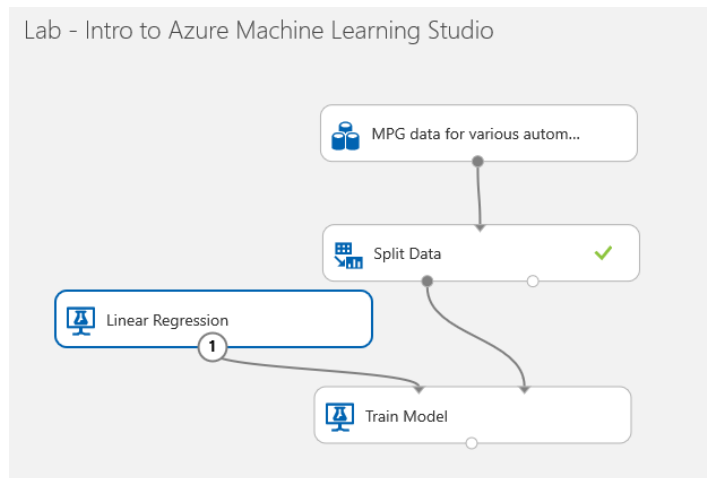 Lab - Intro to Azure Machine Learning Studio
MPG data for various autom...
Split Data
Linear Regression
1
Train Model